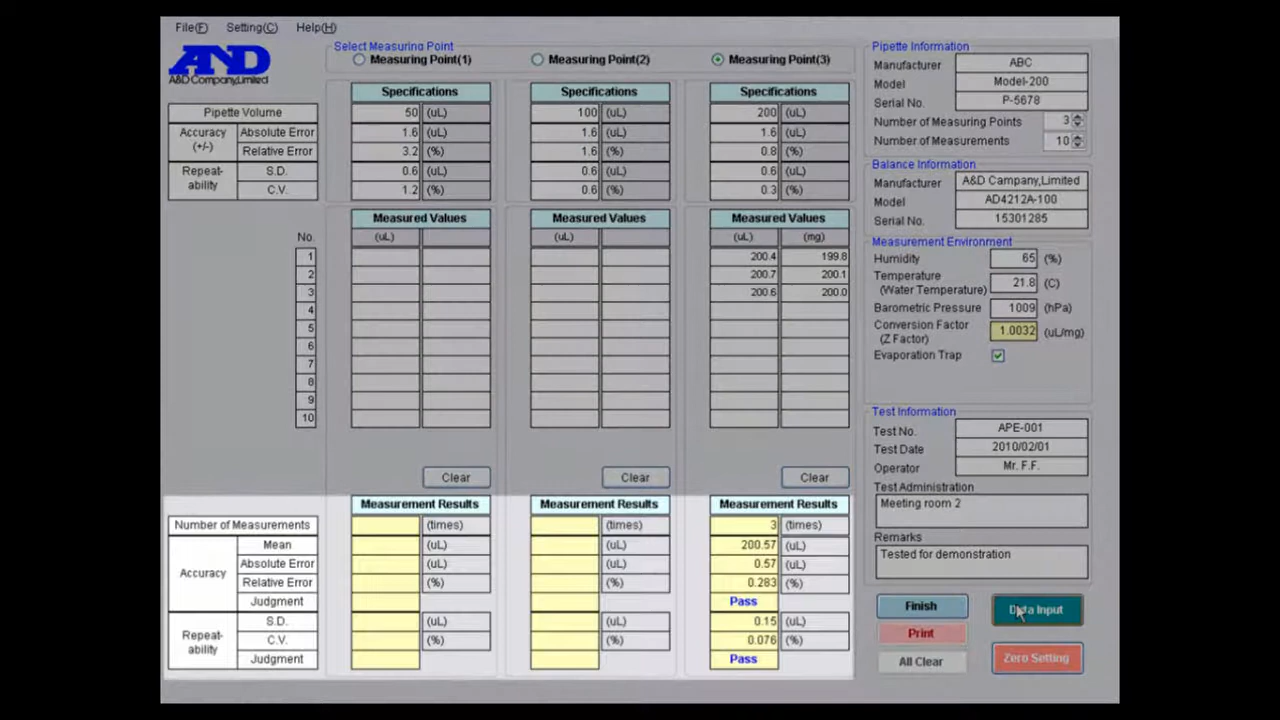 File(F) Setting(C) Help(H)
AND
A&D Company,Limited
Select Measuring Point
Measuring Point(1) Measuring Point(2) Measuring Point(3)
Specifications Specifications Specifications
Pipette Volume 50 (uL) 100 (uL) 200 (uL)
Accuracy (+/-) Absolute Error 1.6 (uL) 1.6 (uL) 1.6 (uL)
Relative Error 3.2 (%) 1.6 (%) 0.8 (%)
Repeat-ability S.D. 0.6 (uL) 0.6 (uL) 0.6 (uL)
C.V. 1.2 (%) 0.6 (%) 0.3 (%)
Measured Values Measured Values Measured Values
No. (uL) (uL) (uL) (mg)
1 200.4 199.8
2 200.7 200.1
3 200.6 200.0
4
5
6
7
8
9
10
Clear Clear Clear
Measurement Results Measurement Results Measurement Results
Number of Measurements (times) (times) 3 (times)
Accuracy Mean (uL) (uL) 200.57 (uL)
Absolute Error (uL) (uL) 0.57 (uL)
Relative Error (%) (%) 0.283 (%)
Judgment Pass
Repeat-ability S.D. (uL) (uL) 0.15 (uL)
C.V. (%) (%) 0.076 (%)
Judgment Pass
Pipette Information
Manufacturer ABC
Model Model-200
Serial No. P-5678
Number of Measuring Points 3
Number of Measurements 10
Balance Information
Manufacturer A&D Company,Limited
Model AD4212A-100
Serial No. 15301285
Measurement Environment
Humidity 65 (%)
Temperature
(Water Temperature) 21.8 (C)
Barometric Pressure 1009 (hPa)
Conversion Factor
(Z Factor) 1.0032 (uL/mg)
Evaporation Trap
Test Information
Test No. APE-001
Test Date 2010/02/01
Operator Mr. F.F.
Test Administration
Meeting room 2
Remarks
Tested for demonstration
Finish Data Input
Print
All Clear Zero Setting